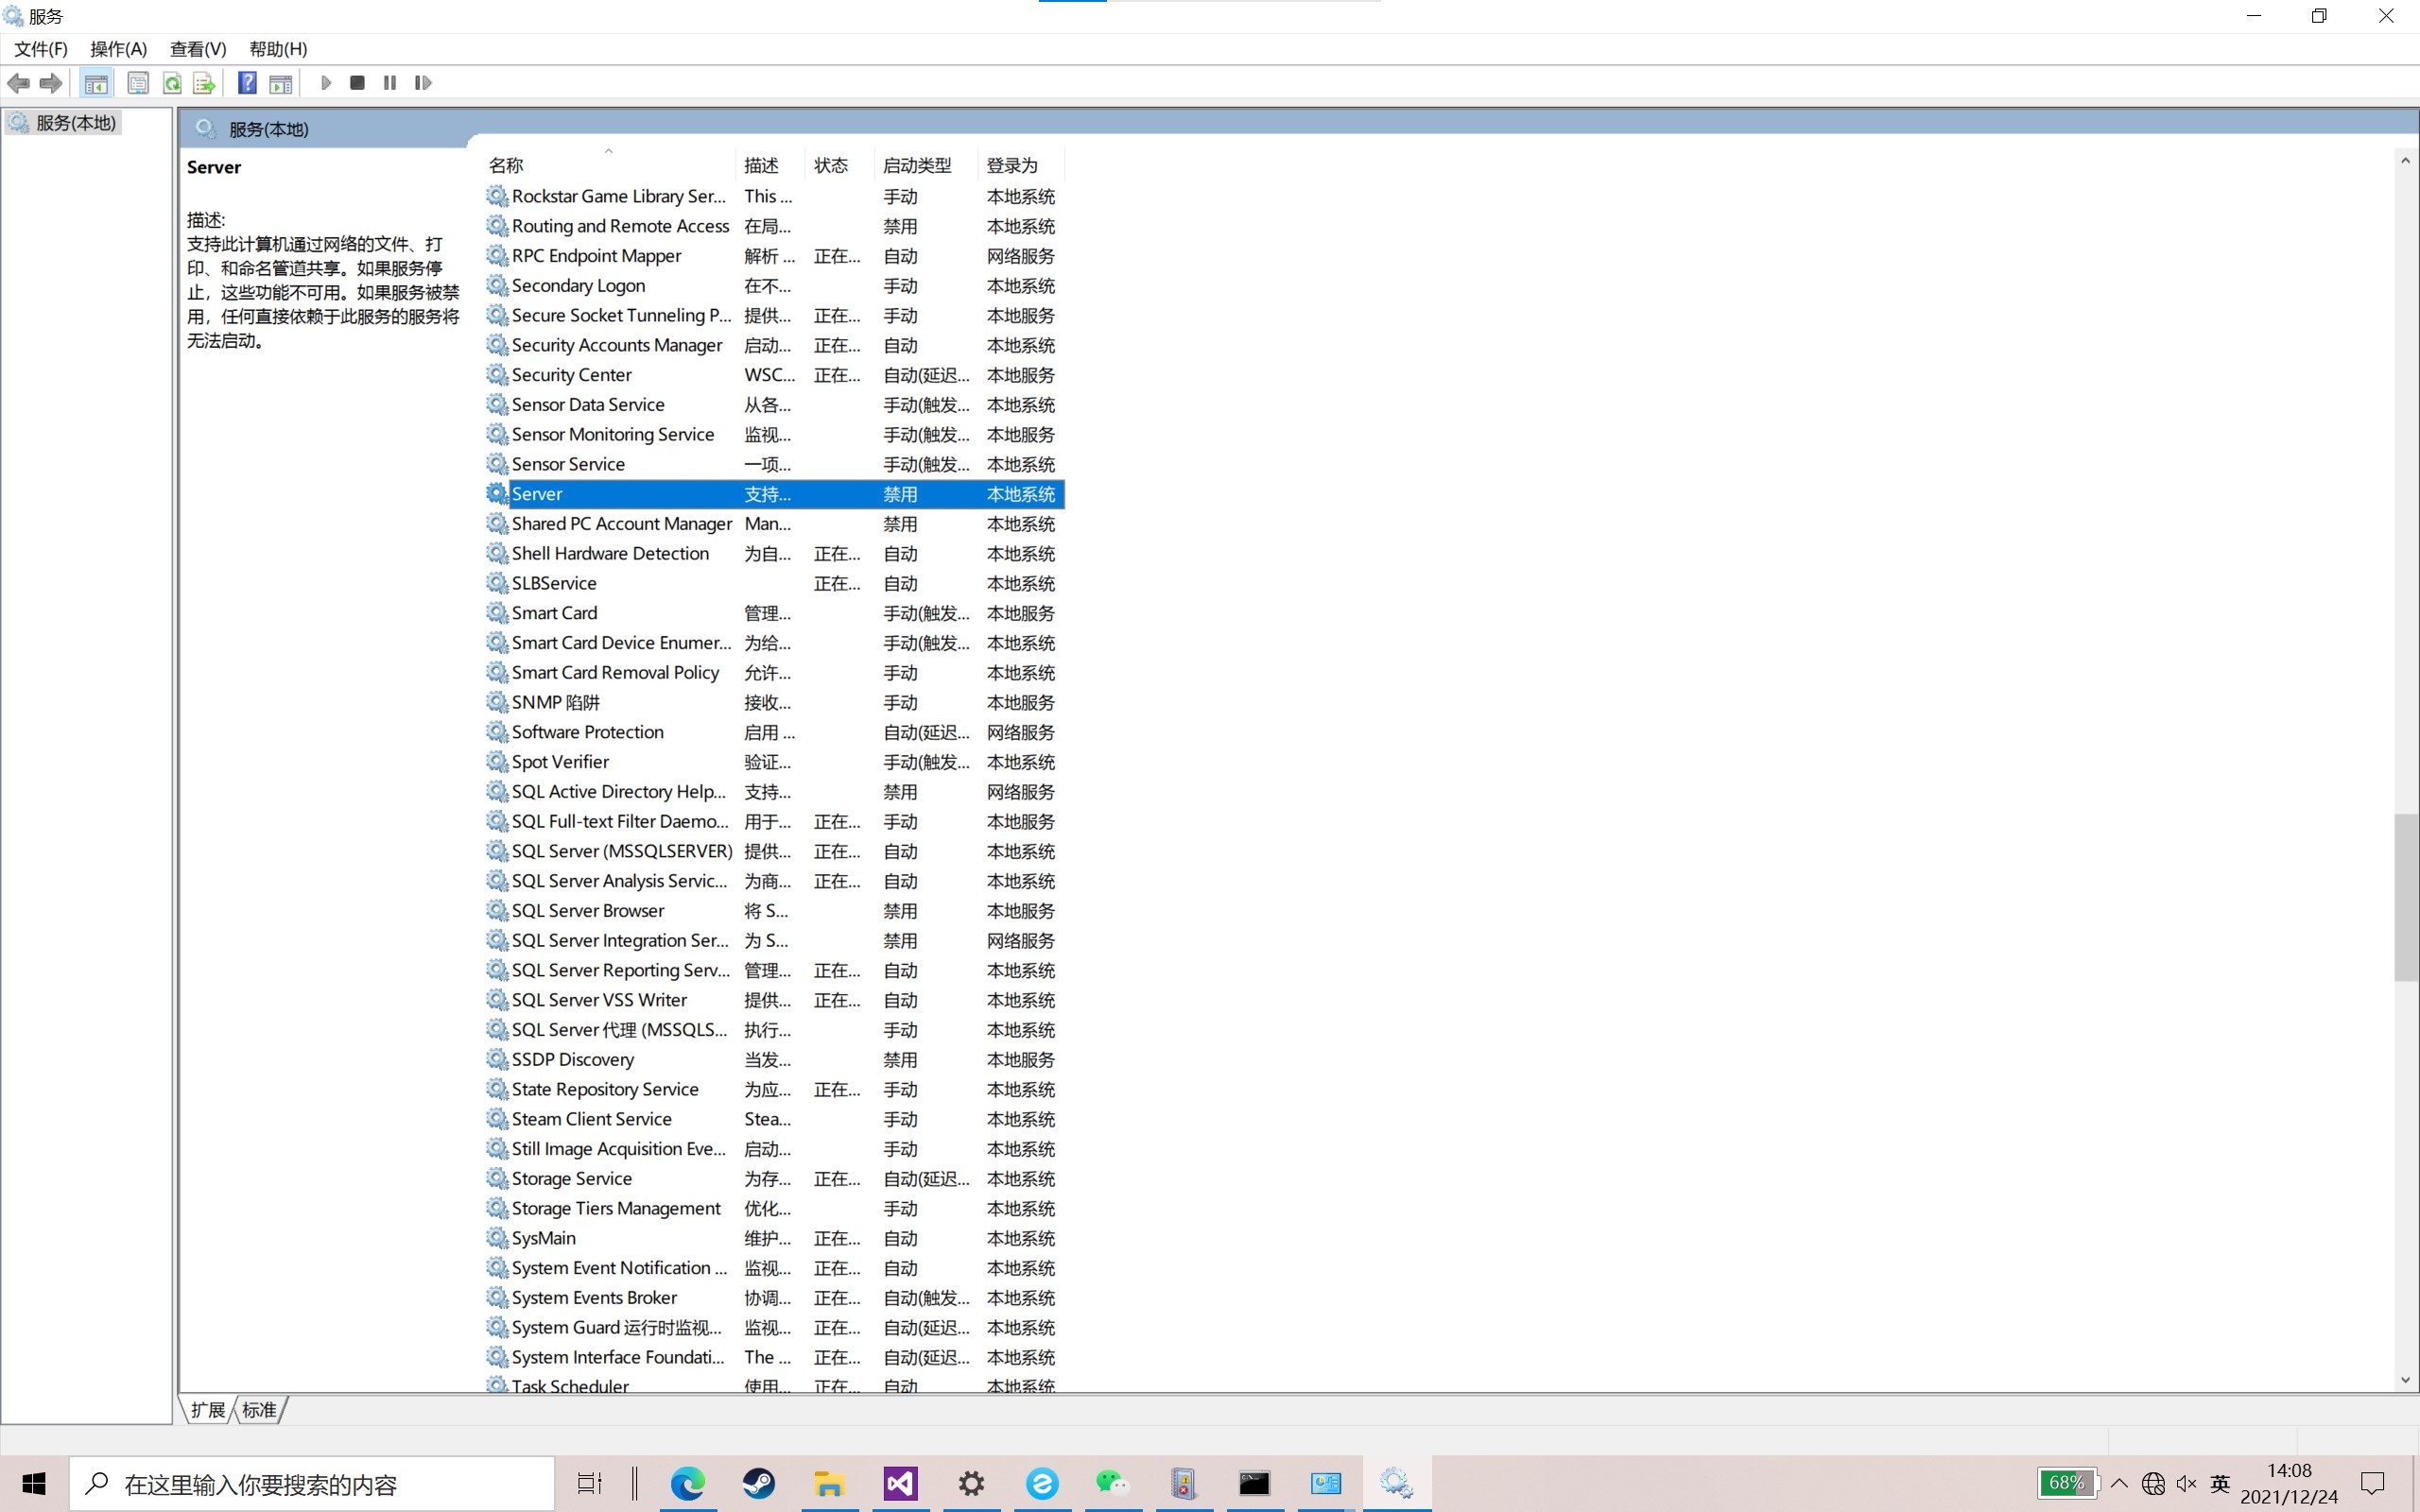 服务
文件(F) 操作(A) 查看(V) 帮助(H)
服务(本地)
服务(本地)
Server
描述:
支持此计算机通过网络的文件、打
印、和命名管道共享。如果服务停
止，这些功能不可用。如果服务被禁
用，任何直接依赖于此服务的服务将
无法启动。
名称 描述 状态 启动类型 登录为
Rockstar Game Library Ser... This ... 手动 本地系统
Routing and Remote Access 在局... 禁用 本地系统
RPC Endpoint Mapper 解析 ... 正在... 自动 网络服务
Secondary Logon 在不... 手动 本地系统
Secure Socket Tunneling P... 提供... 正在... 手动 本地服务
Security Accounts Manager 启动... 正在... 自动 本地系统
Security Center WSC... 正在... 自动(延迟... 本地服务
Sensor Data Service 从各... 手动(触发... 本地系统
Sensor Monitoring Service 监视... 手动(触发... 本地服务
Sensor Service 一项... 手动(触发... 本地系统
Server 支持... 禁用 本地系统
Shared PC Account Manager Man... 禁用 本地系统
Shell Hardware Detection 为自... 正在... 自动 本地系统
SLBService 正在... 自动 本地系统
Smart Card 管理... 手动(触发... 本地服务
Smart Card Device Enumer... 为给... 手动(触发... 本地系统
Smart Card Removal Policy 允许... 手动 本地系统
SNMP 陷阱 接收... 手动 本地服务
Software Protection 启用 ... 自动(延迟... 网络服务
Spot Verifier 验证... 手动(触发... 本地系统
SQL Active Directory Help... 支持... 禁用 网络服务
SQL Full-text Filter Daemo... 用于... 正在... 手动 本地服务
SQL Server (MSSQLSERVER) 提供... 正在... 自动 本地系统
SQL Server Analysis Servic... 为商... 正在... 自动 本地系统
SQL Server Browser 将 S... 禁用 本地服务
SQL Server Integration Ser... 为 S... 禁用 网络服务
SQL Server Reporting Serv... 管理... 正在... 自动 本地系统
SQL Server VSS Writer 提供... 正在... 自动 本地系统
SQL Server 代理 (MSSQLS... 执行... 手动 本地系统
SSDP Discovery 当发... 禁用 本地服务
State Repository Service 为应... 正在... 手动 本地系统
Steam Client Service Stea... 手动 本地系统
Still Image Acquisition Eve... 启动... 手动 本地系统
Storage Service 为存... 正在... 自动(延迟... 本地系统
Storage Tiers Management 优化... 手动 本地系统
SysMain 维护... 正在... 自动 本地系统
System Event Notification ... 监视... 正在... 自动 本地系统
System Events Broker 协调... 正在... 自动(触发... 本地系统
System Guard 运行时监视... 监视... 正在... 自动(延迟... 本地系统
System Interface Foundati... The ... 正在... 自动(延迟... 本地系统
Task Scheduler 使用... 正在... 自动 本地系统
扩展 标准
在这里输入你要搜索的内容
68% 英
14:08
2021/12/24